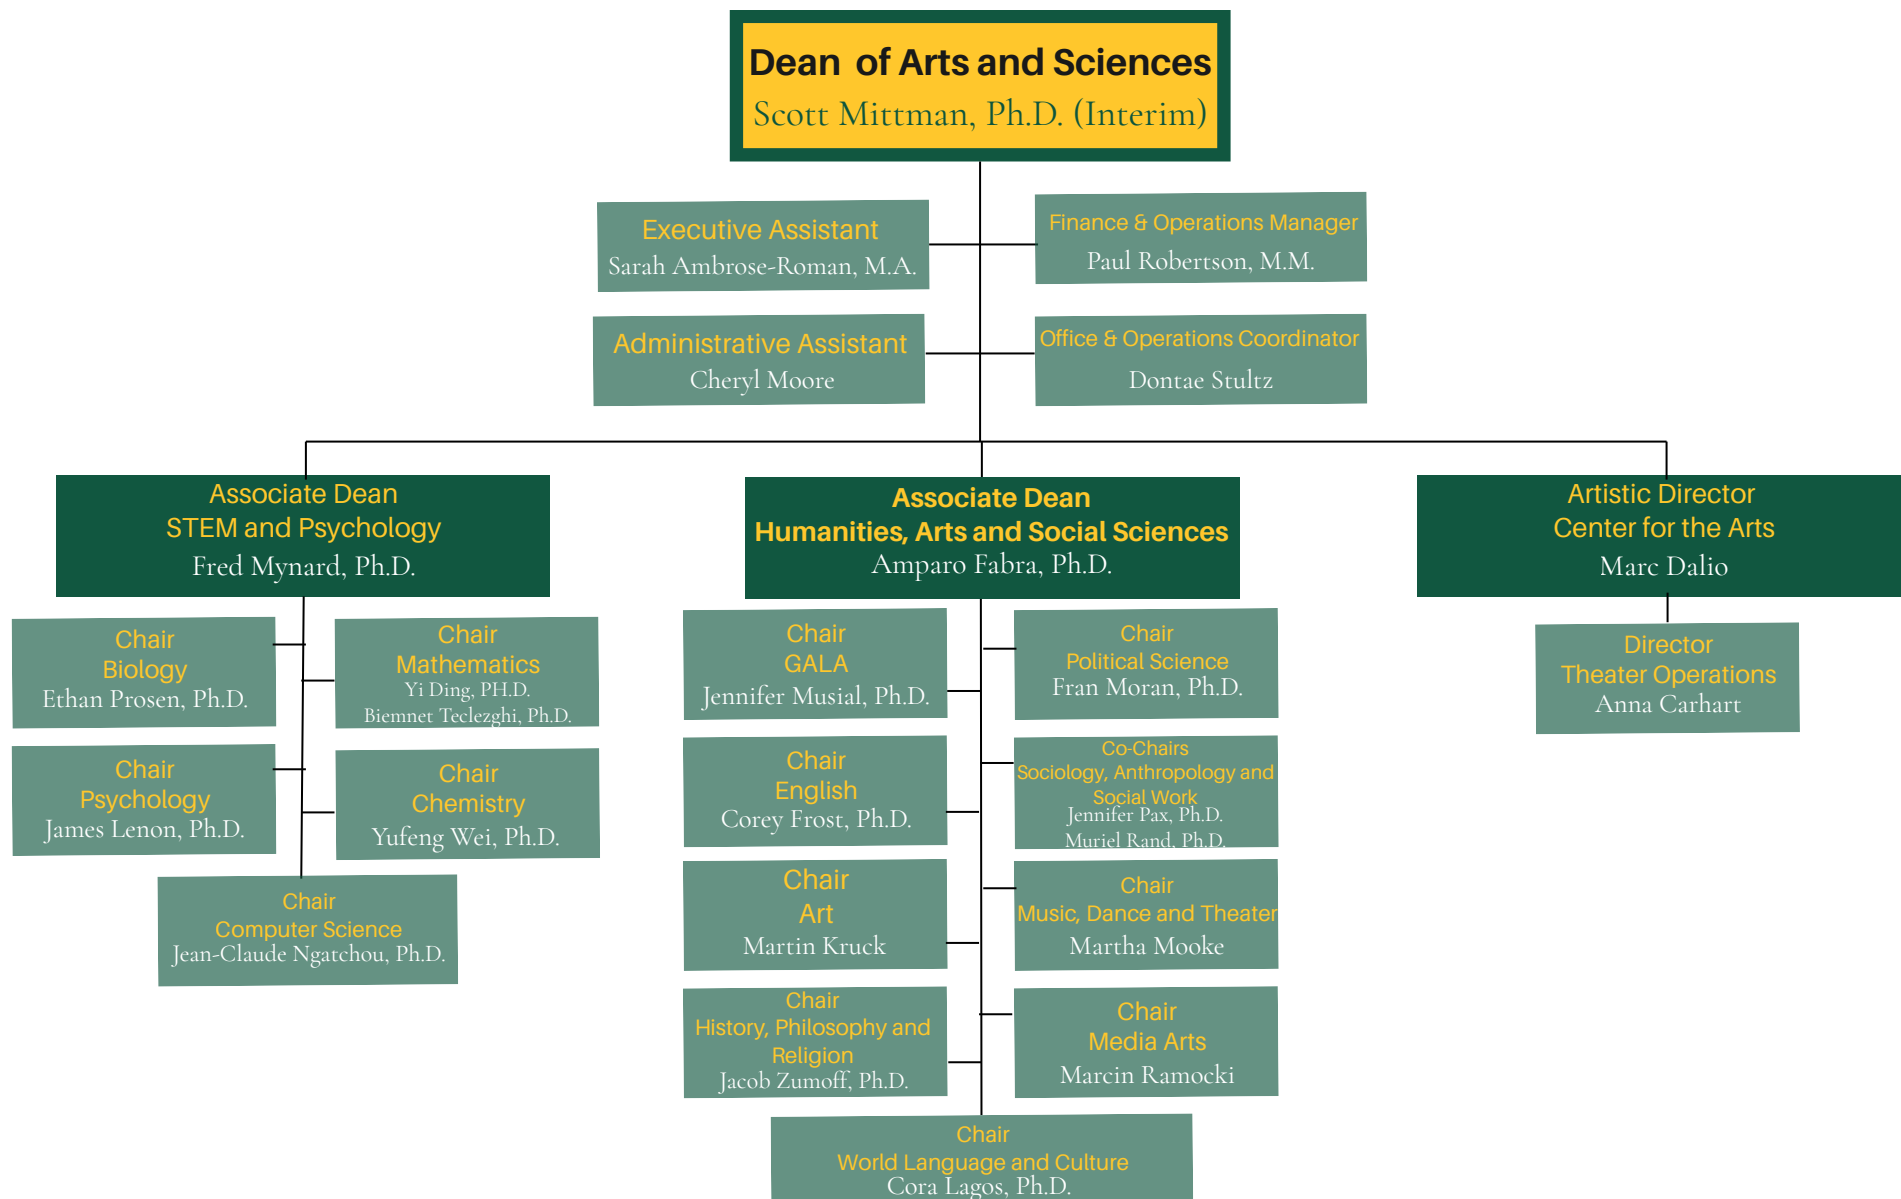 Dean of Arts and Sciences
Scott Mittman, Ph.D. (Interim)
Executive Assistant
Sarah Ambrose-Roman, M.A.
Finance & Operations Manager
Paul Robertson, M.M.
Administrative Assistant
Cheryl Moore
Office & Operations Coordinator
Dontae Stultz
Associate Dean
STEM and Psychology
Fred Mynard, Ph.D.
Associate Dean
Humanities, Arts and Social Sciences
Amparo Fabra, Ph.D.
Artistic Director
Center for the Arts
Marc Dalio
Chair
Biology
Ethan Prosen, Ph.D.
Chair
Mathematics
Yi Ding, PH.D.
Biemnet Teclezghi, Ph.D.
Chair
Psychology
James Lenon, Ph.D.
Chair
Chemistry
Yufeng Wei, Ph.D.
Chair
Computer Science
Jean-Claude Ngatchou, Ph.D.
Chair
GALA
Jennifer Musial, Ph.D.
Chair
Political Science
Fran Moran, Ph.D.
Chair
English
Corey Frost, Ph.D.
Co-Chairs
Sociology, Anthropology and
Social Work
Jennifer Pax, Ph.D.
Muriel Rand, Ph.D.
Chair
Art
Martin Kruck
Chair
Music, Dance and Theater
Martha Mooke
Chair
History, Philosophy and
Religion
Jacob Zumoff, Ph.D.
Chair
Media Arts
Marcin Ramocki
Chair
World Language and Culture
Cora Lagos, Ph.D.
Director
Theater Operations
Anna Carhart